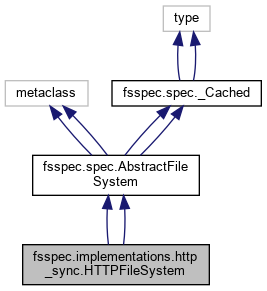 type
metaclass
fsspec.spec._Cached
fsspec.spec.AbstractFile
System
fsspec.implementations.http
_sync.HTTPFileSystem